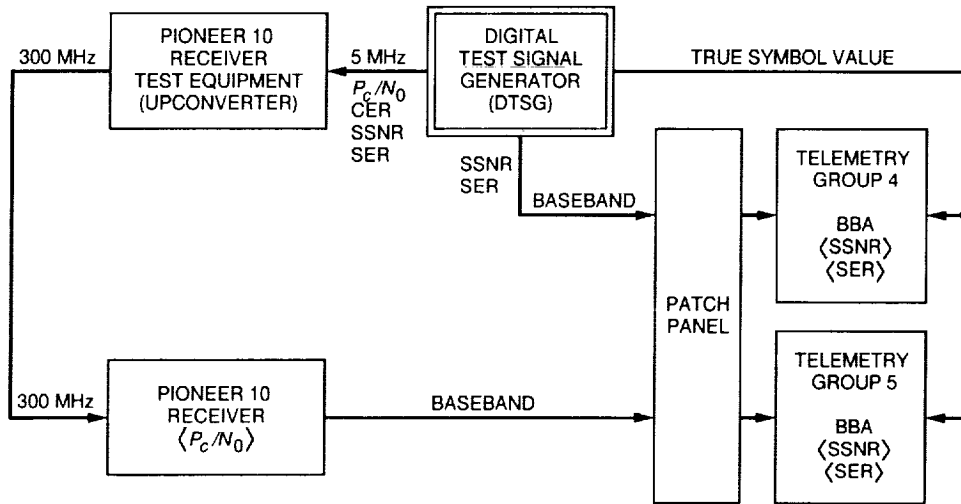 300 MHz
PIONEER 10
RECEIVER
TEST EQUIPMENT
(UPCONVERTER)
5 MHz
P_c/N_0
CER
SSNR
SER
DIGITAL
TEST SIGNAL
GENERATOR
(DTSG)
TRUE SYMBOL VALUE
SSNR
SER
BASEBAND
PATCH
PANEL
TELEMETRY
GROUP 4
BBA
⟨SSNR⟩
⟨SER⟩
300 MHz
PIONEER 10
RECEIVER
⟨P_c/N_0⟩
BASEBAND
TELEMETRY
GROUP 5
BBA
⟨SSNR⟩
⟨SER⟩